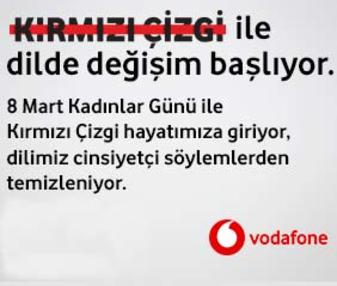 KIRMIZI ÇİZGİ ile
dilde değişim başlıyor.
8 Mart Kadınlar Günü ile
Kırmızı Çizgi hayatımıza giriyor,
dilimiz cinsiyetçi söylemlerden
temizleniyor.
vodafone